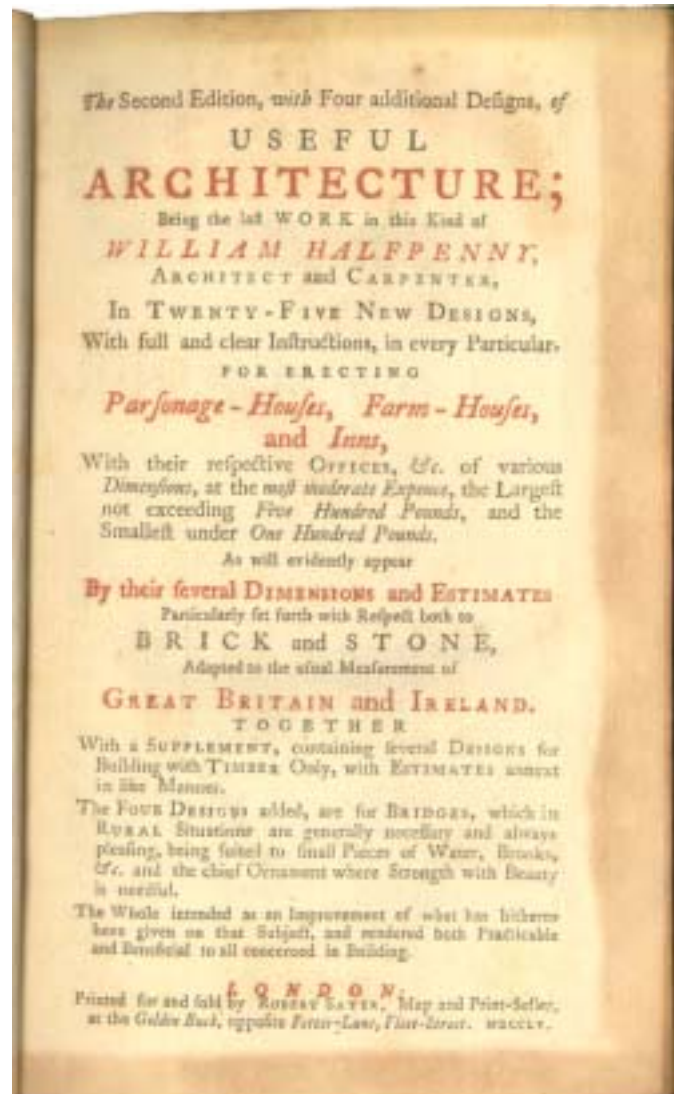 The Second Edition, with Four additional Deſigns, of
USEFUL
ARCHITECTURE;
Being the laſt WORK in this Kind of
WILLIAM HALFPENNY,
ARCHITECT and CARPENTER,
In TWENTY-FIVE NEW DESIGNS,
With full and clear Inſtructions, in every Particular.
FOR ERECTING
Parſonage-Houſes, Farm-Houſes,
and Inns,
With their reſpective OFFICES, &c. of various
Dimenſions, at the moſt moderate Expence, the Largeſt
not exceeding Five Hundred Pounds, and the
Smalleſt under One Hundred Pounds.
As will evidently appear
By their ſeveral DIMENSIONS and ESTIMATES
Particularly ſet forth with Reſpect both to
BRICK and STONE,
Adapted to the uſual Meaſurement of
GREAT BRITAIN and IRELAND.
TOGETHER
With a SUPPLEMENT, containing ſeveral DESIGNS for
Building with TIMBER Only, with ESTIMATES annext
in like Manner.
The FOUR DESIGNS added, are for BRIDGES, which in
RURAL Situations are generally neceſſary and always
pleaſing, being ſuited to ſmall Pieces of Water, Brooks,
&c. and the chief Ornament where Strength with Beauty
is needful.
The Whole intended as an Improvement of what has hitherto
been given on that Subject, and rendered both Practicable
and Beneficial to all concerned in Building.
LONDON:
Printed for and ſold by ROBERT SAYER, Map and Print-Seller,
at the Golden Buck, oppoſite Fetter-Lane, Fleet-Street. MDCCLV.